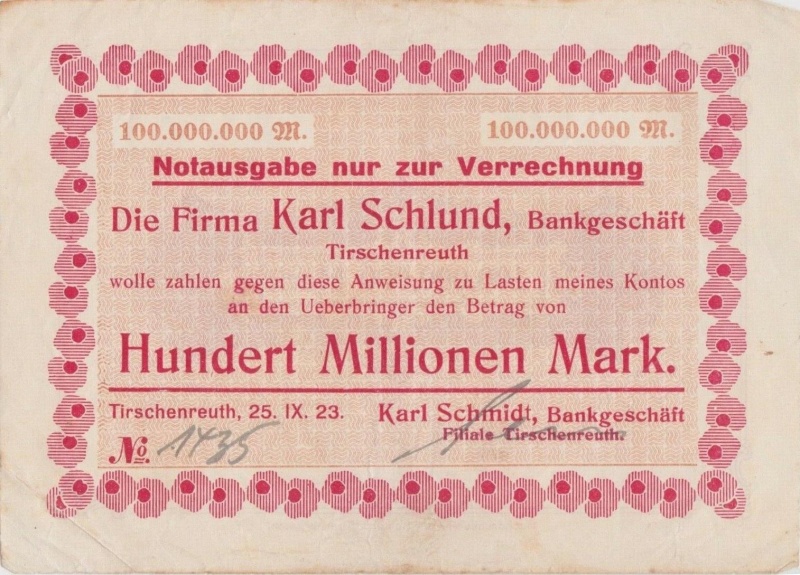 100.000.000 M. 100.000.000 M.
Notausgabe nur zur Verrechnung
Die Firma Karl Schlund, Bankgeschäft
Tirschenreuth
wolle zahlen gegen diese Anweisung zu Lasten meines Kontos
an den Ueberbringer den Betrag von
Hundert Millionen Mark.
Tirschenreuth, 25. IX. 23. Karl Schmidt, Bankgeschäft
Filiale Tirschenreuth.
No. 1435